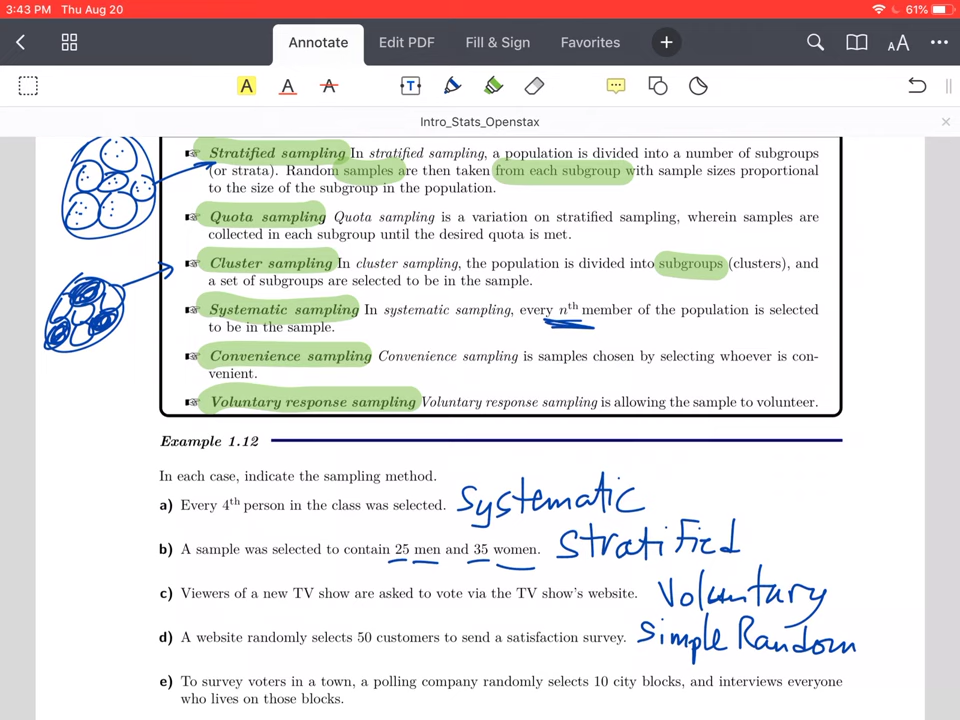 3:43 PM Thu Aug 20 61%
Annotate Edit PDF Fill & Sign Favorites AA
A A A T
Intro_Stats_Openstax
Stratified sampling In stratified sampling, a population is divided into a number of subgroups
(or strata). Random samples are then taken from each subgroup with sample sizes proportional
to the size of the subgroup in the population.
Quota sampling Quota sampling is a variation on stratified sampling, wherein samples are
collected in each subgroup until the desired quota is met.
Cluster sampling In cluster sampling, the population is divided into subgroups (clusters), and
a set of subgroups are selected to be in the sample.
Systematic sampling In systematic sampling, every nth member of the population is selected
to be in the sample.
Convenience sampling Convenience sampling is samples chosen by selecting whoever is con-
venient.
Voluntary response sampling Voluntary response sampling is allowing the sample to volunteer.
Example 1.12
In each case, indicate the sampling method.
a) Every 4th person in the class was selected. Systematic
b) A sample was selected to contain 25 men and 35 women. Stratified
c) Viewers of a new TV show are asked to vote via the TV show's website. Voluntary
d) A website randomly selects 50 customers to send a satisfaction survey. Simple Random
e) To survey voters in a town, a polling company randomly selects 10 city blocks, and interviews everyone
who lives on those blocks.